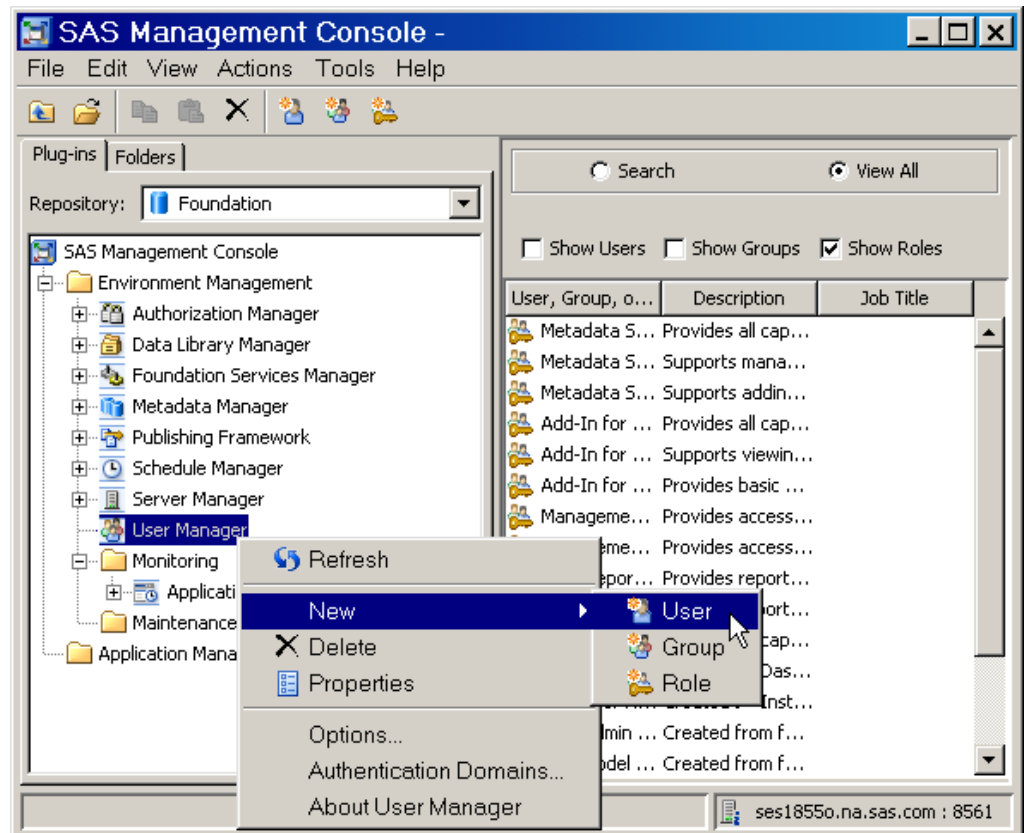 SAS Management Console -
File Edit View Actions Tools Help
Plug-ins Folders
Repository: Foundation
SAS Management Console
Environment Management
Authorization Manager
Data Library Manager
Foundation Services Manager
Metadata Manager
Publishing Framework
Schedule Manager
Server Manager
User Manager
Monitoring
Applicati
Maintenance
Application Mana
Search View All
Show Users Show Groups Show Roles
User, Group, o... Description Job Title
Metadata S... Provides all cap...
Metadata S... Supports mana...
Metadata S... Supports addin...
Add-In for ... Provides all cap...
Add-In for ... Supports viewin...
Add-In for ... Provides basic ...
Manageme... Provides access...
eme... Provides access...
epor... Provides report...
ort...
cap...
Das...
Inst...
dmin ... Created from f...
odel ... Created from f...
Refresh
New
Delete
Properties
Options...
Authentication Domains...
About User Manager
User
Group
Role
ses1855o.na.sas.com : 8561